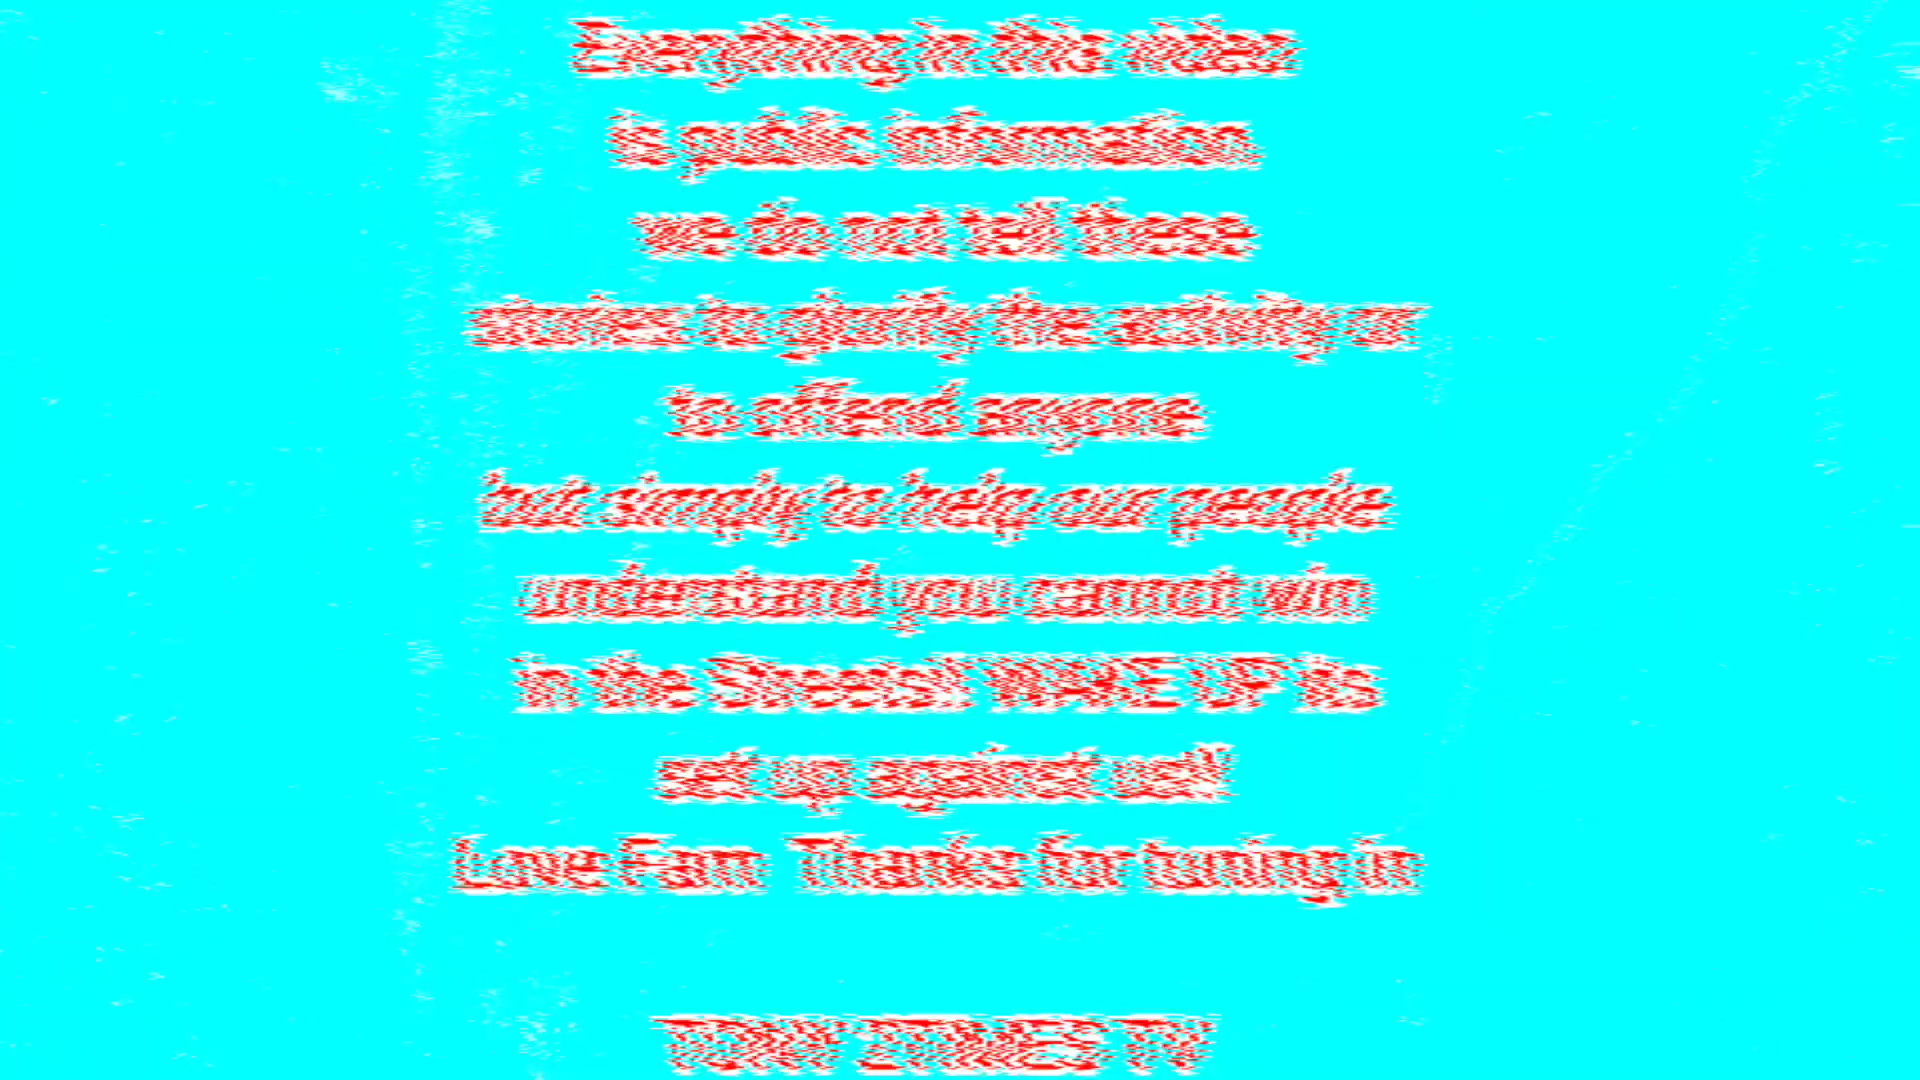 Everything in this video
is public information
we do not tell these
stories to glorify the activity or
to offend anyone
but simply to help our people
understand you cannot win
in the Streets!! WAKE UP its
set up against us!!
Love Fam Thanks for tuning in
TV